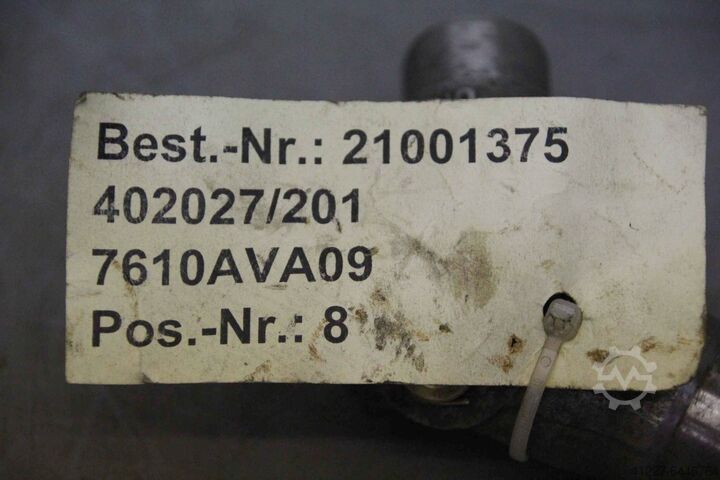 Best.-Nr.: 21001375
402027/201
7610AVA09
Pos.-Nr.: 8